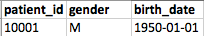 patient_id gender birth_date
10001 M 1950-01-01